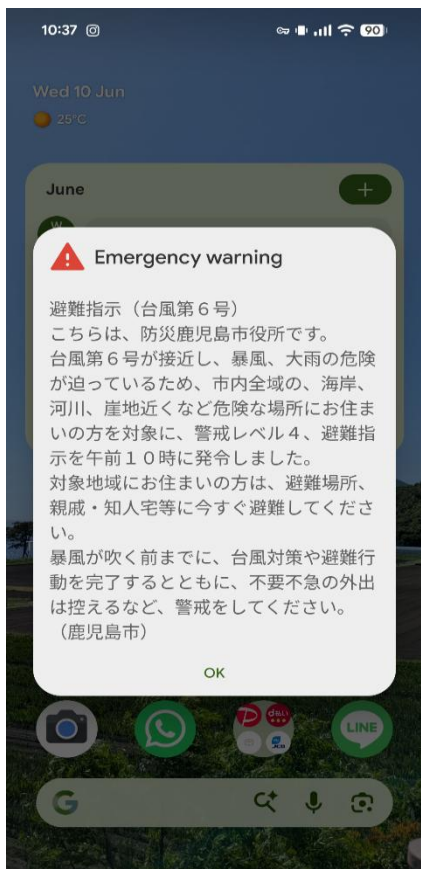 10:37
90
Wed 10 Jun
25°C
June
+
W
Emergency warning
避難指示（台風第６号）
こちらは、防災鹿児島市役所です。
台風第６号が接近し、暴風、大雨の危険
が迫っているため、市内全域の、海岸、
河川、崖地近くなど危険な場所にお住ま
いの方を対象に、警戒レベル４、避難指
示を午前１０時に発令しました。
対象地域にお住まいの方は、避難場所、
親戚・知人宅等に今すぐ避難してくださ
い。
暴風が吹く前までに、台風対策や避難行
動を完了するとともに、不要不急の外出
は控えるなど、警戒をしてください。
（鹿児島市）
OK
LINE
G